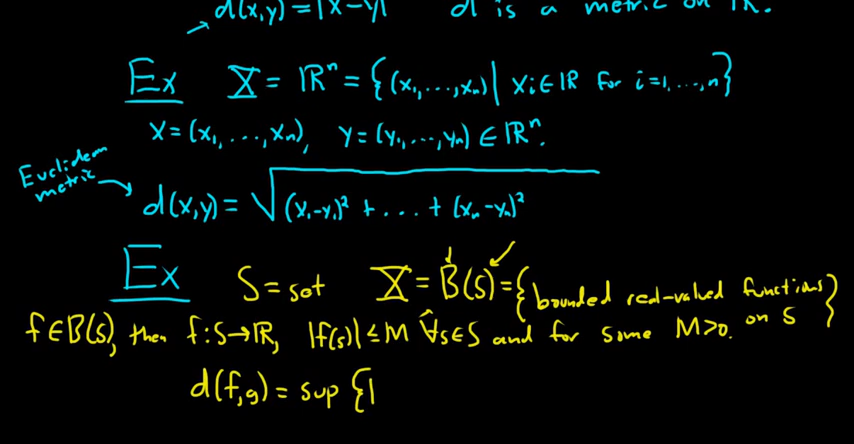 d(x,y) = |x-y| d is a metric on ℝ.
Ex X = ℝⁿ = {(x₁,...,xₙ) | xᵢ ∈ ℝ for i=1,...,n}
x = (x₁,...,xₙ), y = (y₁,...,yₙ) ∈ ℝⁿ.
Euclidean metric
d(x,y) = √((x₁-y₁)² + ... + (xₙ-yₙ)²)
Ex S = set X = B(S) = {bounded real-valued functions on S}
f ∈ B(S), then f: S → ℝ, |f(s)| ≤ M ∀ s ∈ S and for some M > 0.
d(f,g) = sup {|